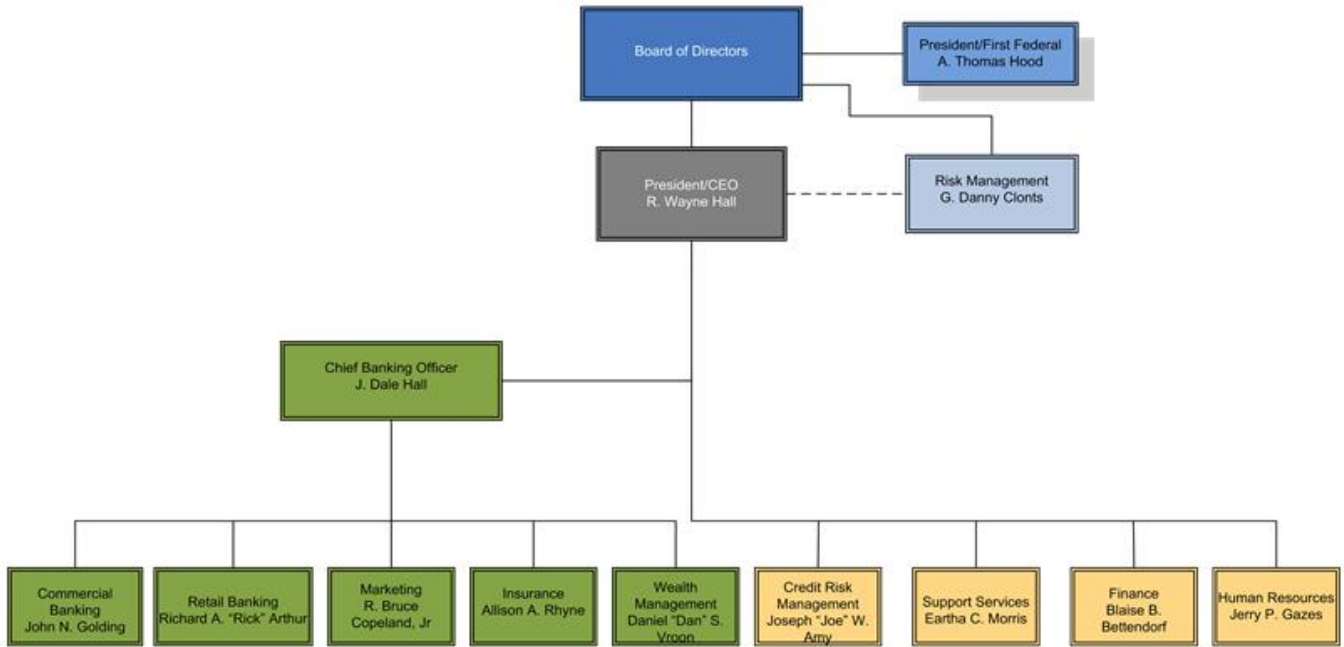 Board of Directors
President/First Federal
A. Thomas Hood
President/CEO
R. Wayne Hall
Risk Management
G. Danny Clonts
Chief Banking Officer
J. Dale Hall
Commercial
Banking
John N. Golding
Retail Banking
Richard A. "Rick" Arthur
Marketing
R. Bruce
Copeland, Jr
Insurance
Allison A. Rhyne
Wealth
Management
Daniel "Dan" S.
Vroon
Credit Risk
Management
Joseph "Joe" W.
Amy
Support Services
Eartha C. Morris
Finance
Blaise B.
Bettendorf
Human Resources
Jerry P. Gazes